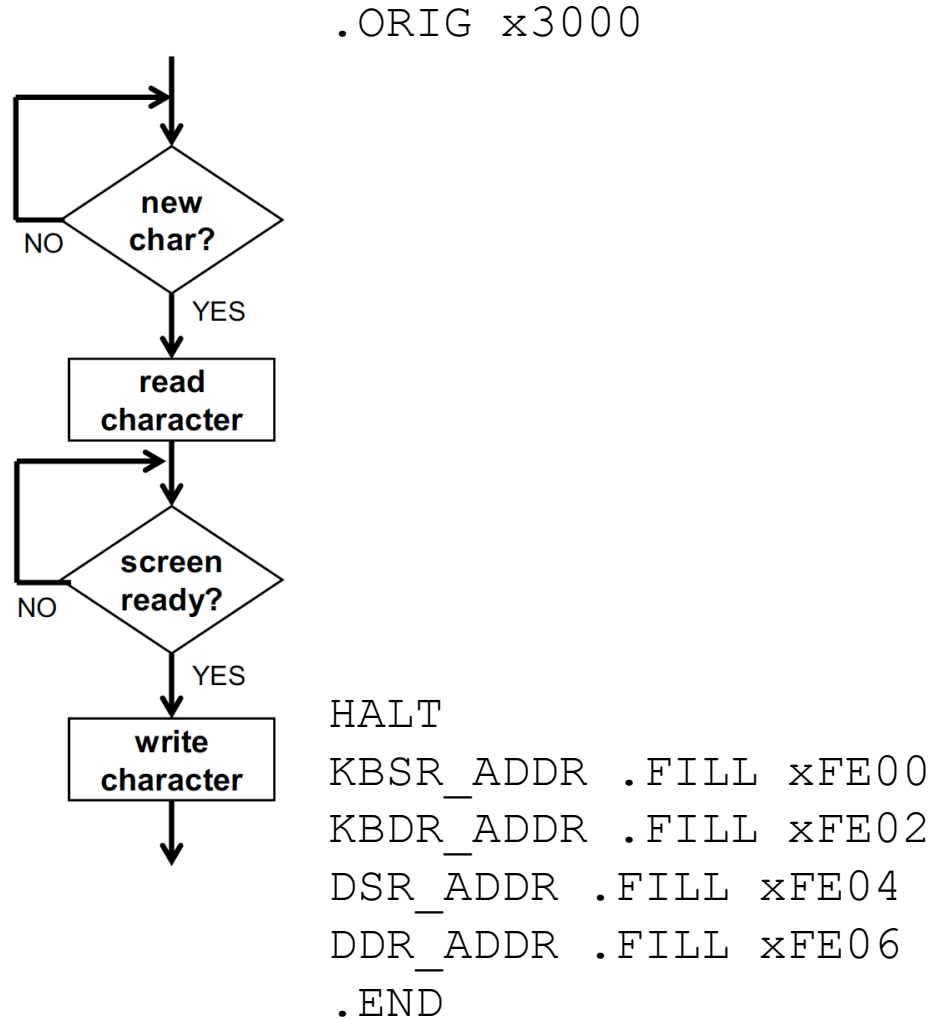 .ORIG x3000
new
char?
NO
YES
read
character
screen
ready?
NO
YES
write
character
HALT
KBSR_ADDR .FILL xFE00
KBDR_ADDR .FILL xFE02
DSR_ADDR .FILL xFE04
DDR_ADDR .FILL xFE06
.END